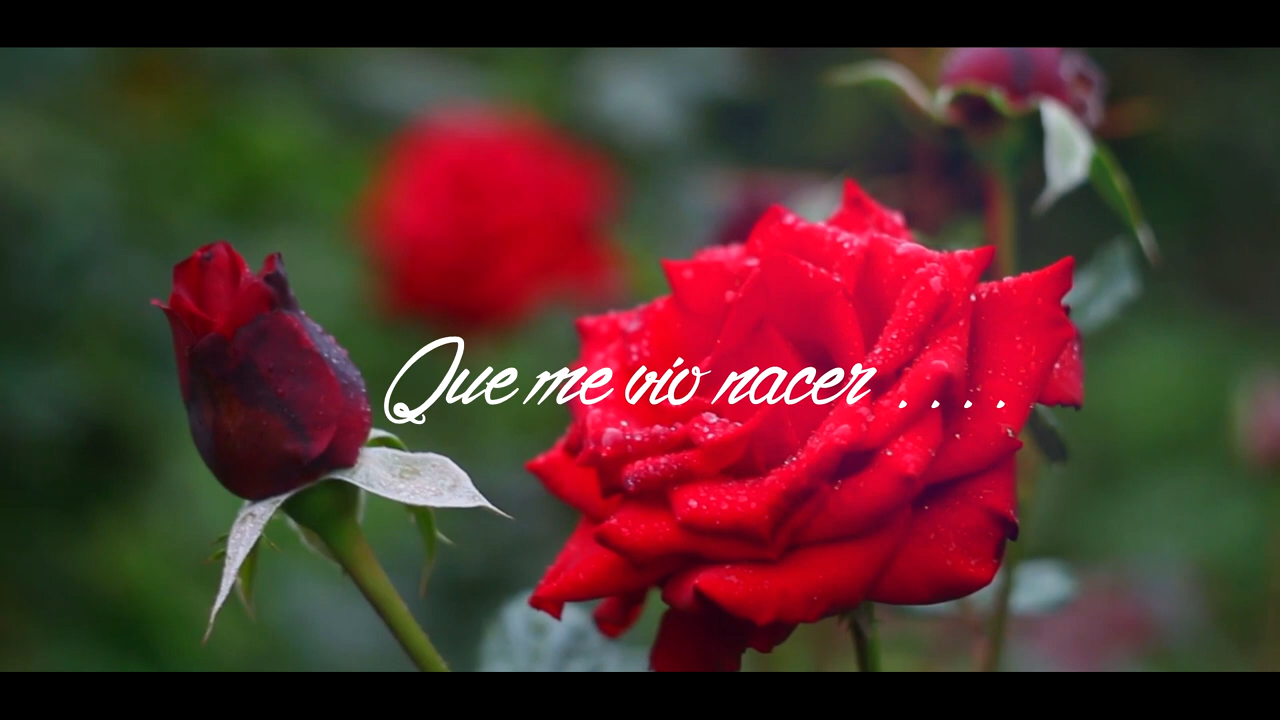 Que me vio nacer . . . .